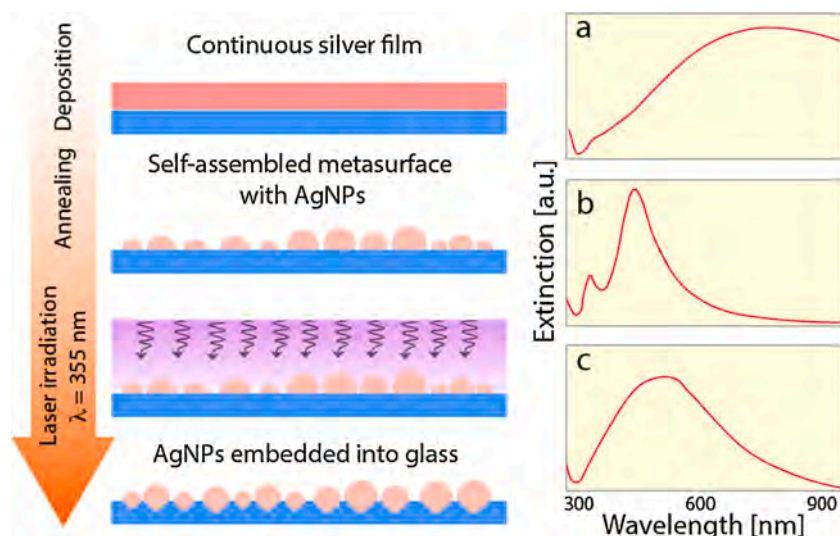 Continuous silver film
Self-assembled metasurface
with AgNPs
AgNPs embedded into glass
Deposition
Annealing
Laser irradiation
λ = 355 nm
a
b
c
Extinction [a.u.]
300 600 900
Wavelength [nm]